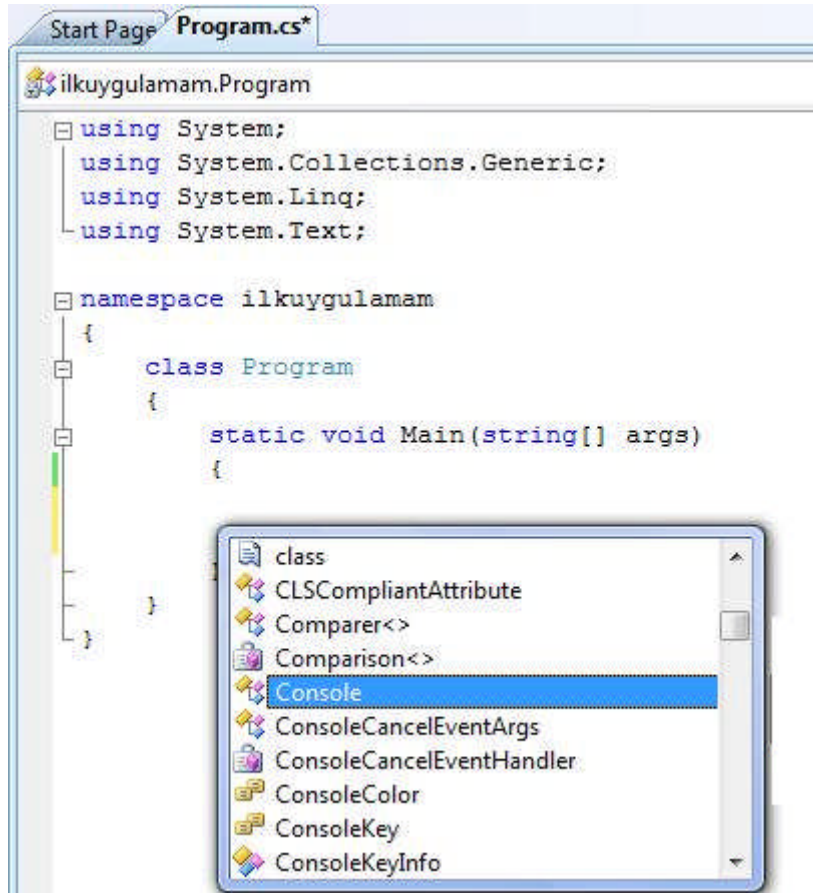 Start Page Program.cs*
ilkuygulamam.Program
using System;
using System.Collections.Generic;
using System.Linq;
using System.Text;
namespace ilkuygulamam
{
class Program
{
static void Main(string[] args)
{
class
CLSCompliantAttribute
Comparer<>
Comparison<>
Console
ConsoleCancelEventArgs
ConsoleCancelEventHandler
ConsoleColor
ConsoleKey
ConsoleKeyInfo
}
}